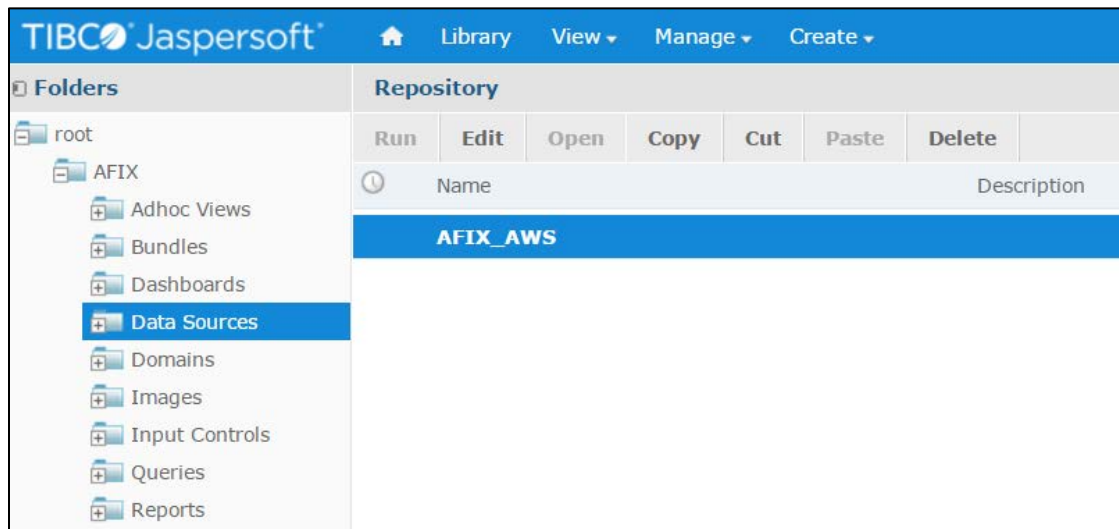 TIBCO Jaspersoft Library View Manage Create
Folders
root
AFIX
Adhoc Views
Bundles
Dashboards
Data Sources
Domains
Images
Input Controls
Queries
Reports
Repository
Run Edit Open Copy Cut Paste Delete
Name Description
AFIX_AWS